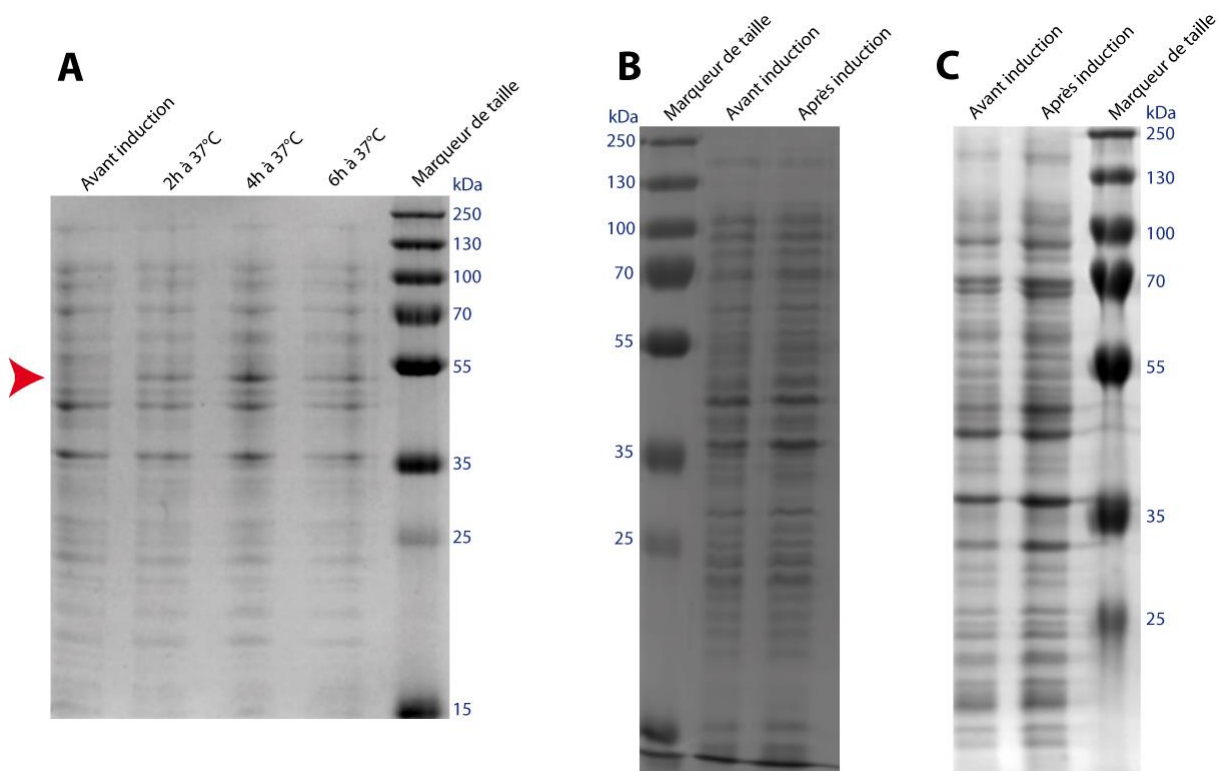 A
Avant induction
2h à 37°C
4h à 37°C
6h à 37°C
Marqueur de taille
kDa
250
130
100
70
55
35
25
15
B
Marqueur de taille
Avant induction
Après induction
kDa
250
130
100
70
55
35
25
C
Avant induction
Après induction
Marqueur de taille
kDa
250
130
100
70
55
35
25